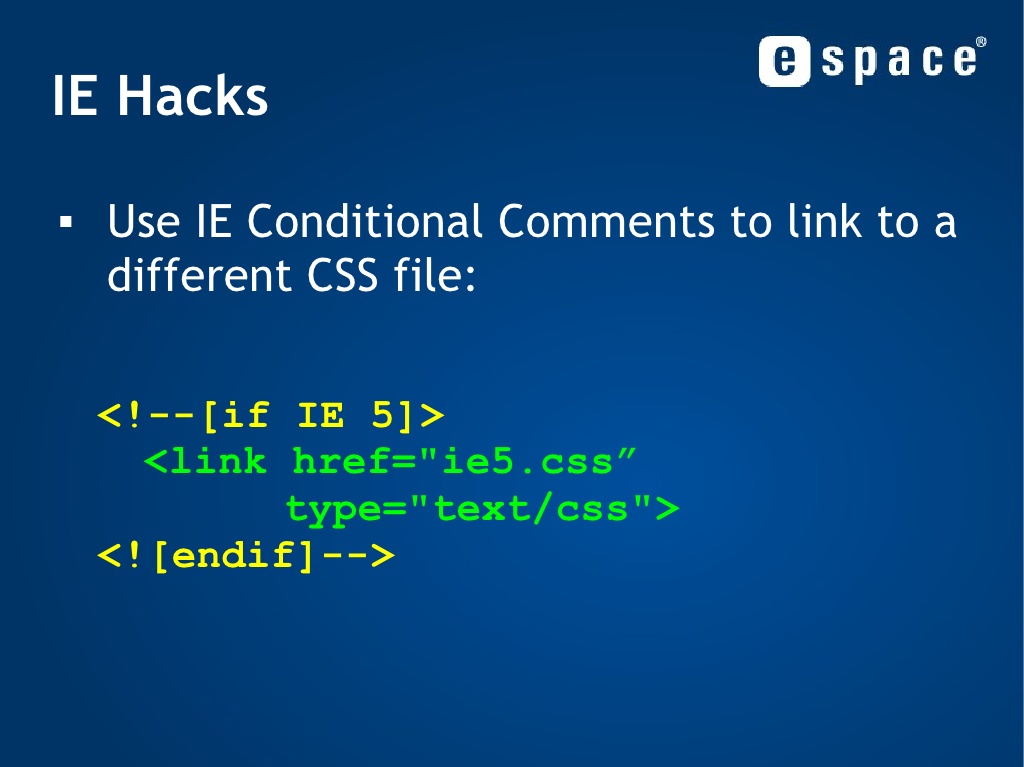 espace®
IE Hacks
▪ Use IE Conditional Comments to link to a
different CSS file:
<!--[if IE 5]>
<link href="ie5.css”
type="text/css">
<![endif]-->